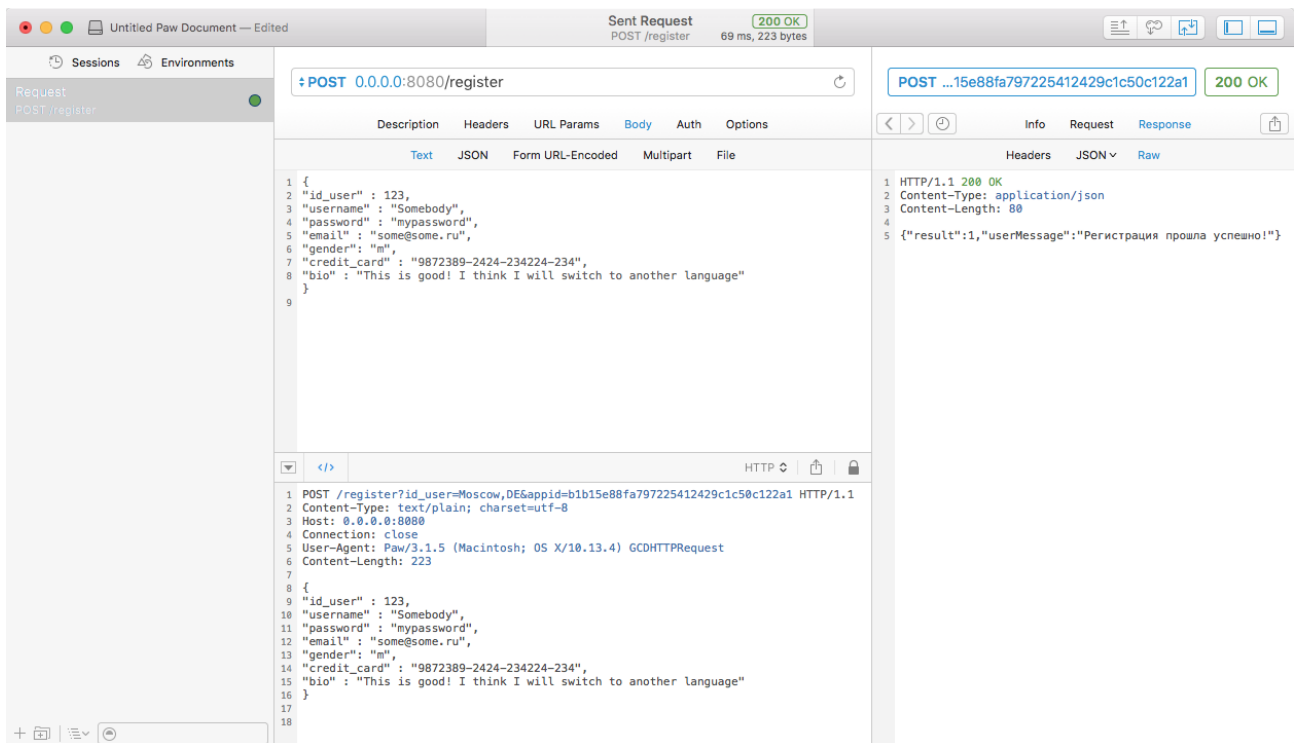 Untitled Paw Document — Edited
Sent Request
POST /register
200 OK
69 ms, 223 bytes
Sessions
Environments
Request
POST /register
POST 0.0.0.0:8080/register
Description Headers URL Params Body Auth Options
Text JSON Form URL-Encoded Multipart File
1 {
2 "id_user" : 123,
3 "username" : "Somebody",
4 "password" : "mypassword",
5 "email" : "some@some.ru",
6 "gender": "m",
7 "credit_card" : "9872389-2424-234224-234",
8 "bio" : "This is good! I think I will switch to another language"
}
9
</> HTTP
1 POST /register?id_user=Moscow,DE&appid=b1b15e88fa797225412429c1c50c122a1 HTTP/1.1
2 Content-Type: text/plain; charset=utf-8
3 Host: 0.0.0.0:8080
4 Connection: close
5 User-Agent: Paw/3.1.5 (Macintosh; OS X/10.13.4) GCDHTTPRequest
6 Content-Length: 223
7
8 {
9 "id_user" : 123,
10 "username" : "Somebody",
11 "password" : "mypassword",
12 "email" : "some@some.ru",
13 "gender": "m",
14 "credit_card" : "9872389-2424-234224-234",
15 "bio" : "This is good! I think I will switch to another language"
16 }
17
18
POST ...15e88fa797225412429c1c50c122a1 200 OK
Info Request Response
Headers JSON Raw
1 HTTP/1.1 200 OK
2 Content-Type: application/json
3 Content-Length: 80
4
5 {"result":1,"userMessage":"Регистрация прошла успешно!"}